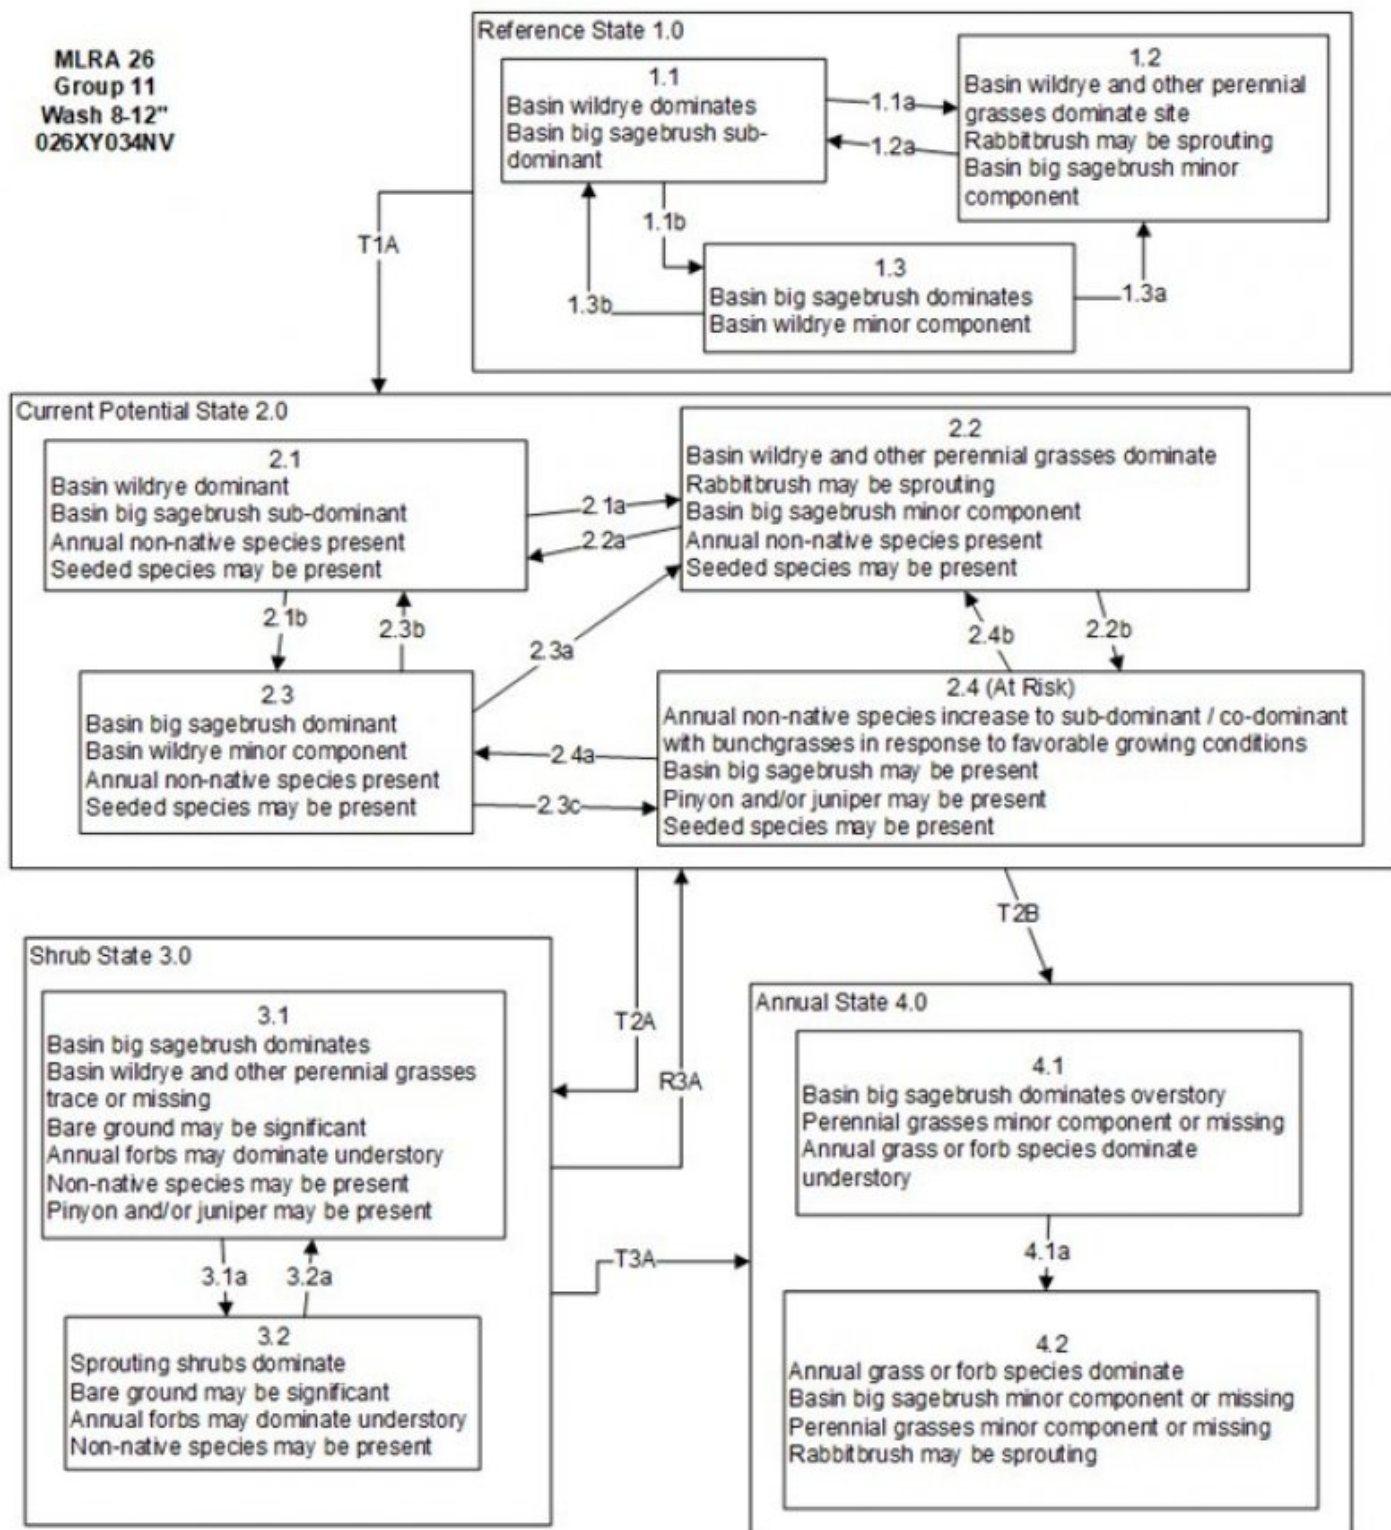 MLRA 26
Group 11
Wash 8-12"
026XY034NV
Reference State 1.0
1.1
Basin wildrye dominates
Basin big sagebrush sub-
dominant
1.1a
1.2a
1.2
Basin wildrye and other perennial
grasses dominate site
Rabbitbrush may be sprouting
Basin big sagebrush minor
component
1.1b
1.3b
1.3
Basin big sagebrush dominates
Basin wildrye minor component
1.3a
T1A
Current Potential State 2.0
2.1
Basin wildrye dominant
Basin big sagebrush sub-dominant
Annual non-native species present
Seeded species may be present
2.1a
2.2a
2.2
Basin wildrye and other perennial grasses dominate
Rabbitbrush may be sprouting
Basin big sagebrush minor component
Annual non-native species present
Seeded species may be present
2.1b
2.3b
2.3a
2.4b
2.2b
2.3
Basin big sagebrush dominant
Basin wildrye minor component
Annual non-native species present
Seeded species may be present
2.4a
2.3c
2.4 (At Risk)
Annual non-native species increase to sub-dominant / co-dominant
with bunchgrasses in response to favorable growing conditions
Basin big sagebrush may be present
Pinyon and/or juniper may be present
Seeded species may be present
T2A
R3A
T2B
Shrub State 3.0
3.1
Basin big sagebrush dominates
Basin wildrye and other perennial grasses
trace or missing
Bare ground may be significant
Annual forbs may dominate understory
Non-native species may be present
Pinyon and/or juniper may be present
3.1a
3.2a
3.2
Sprouting shrubs dominate
Bare ground may be significant
Annual forbs may dominate understory
Non-native species may be present
T3A
Annual State 4.0
4.1
Basin big sagebrush dominates overstory
Perennial grasses minor component or missing
Annual grass or forb species dominate
understory
4.1a
4.2
Annual grass or forb species dominate
Basin big sagebrush minor component or missing
Perennial grasses minor component or missing
Rabbitbrush may be sprouting